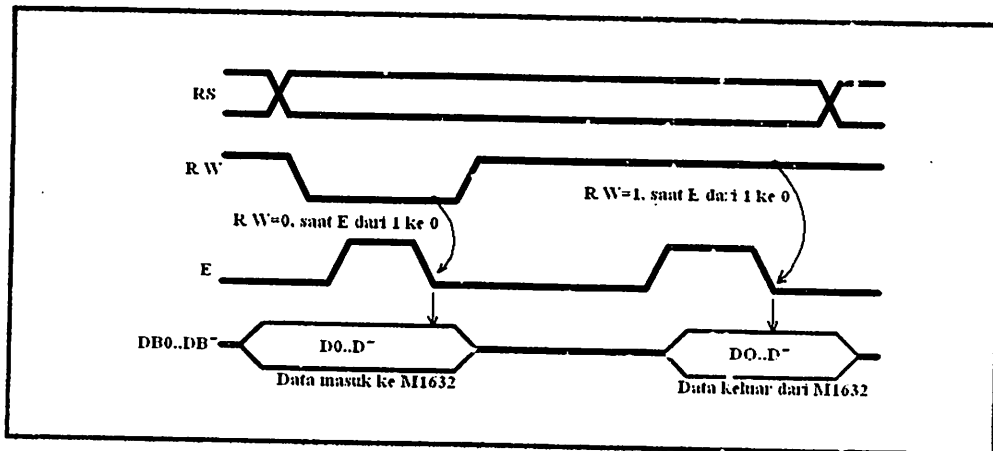 RS
R W
R W=0, saat E dari 1 ke 0
R W=1, saat E dari 1 ke 0
E
DB0..DB7
D0..D7
DO..D7
Data masuk ke M1632
Data keluar dari M1632